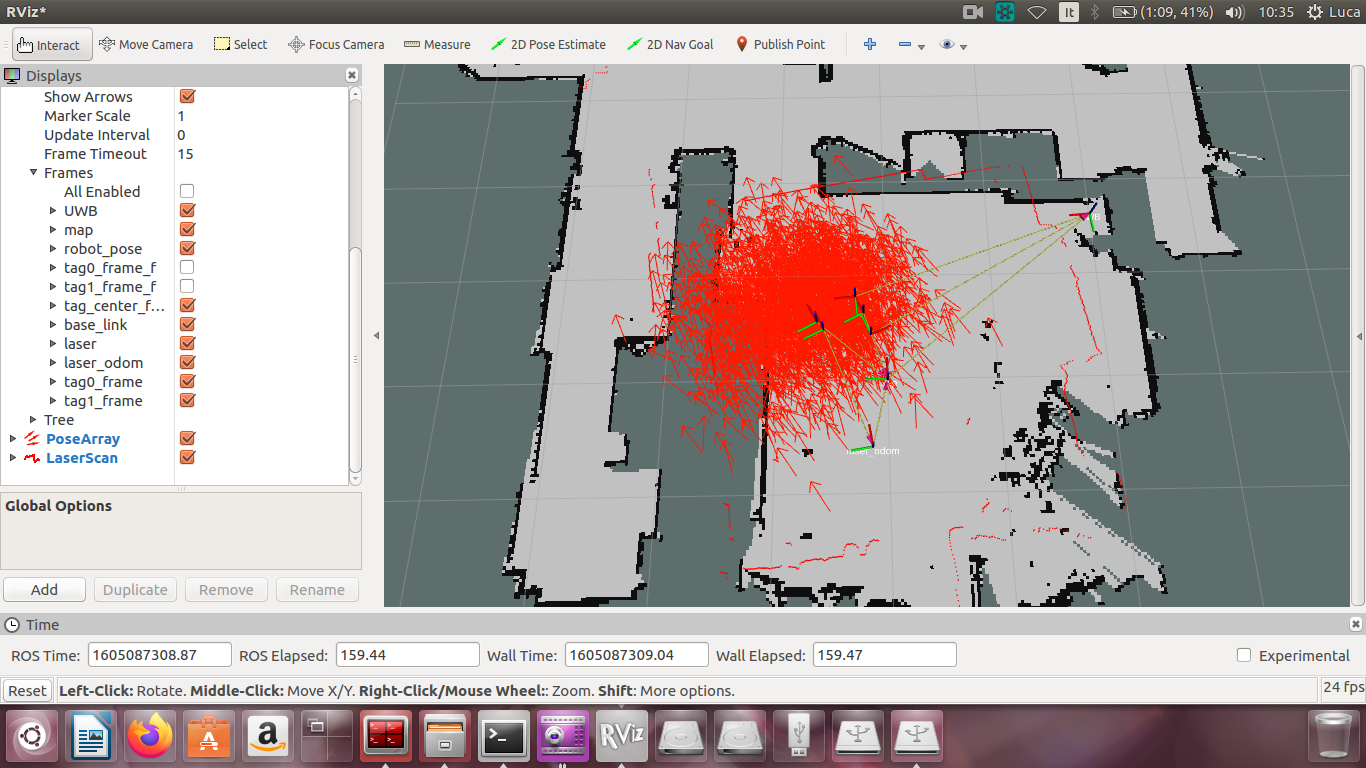 RViz*
It
(1:09, 41%)
10:35
Luca
Interact
Move Camera
Select
Focus Camera
Measure
2D Pose Estimate
2D Nav Goal
Publish Point
Displays
Show Arrows
Marker Scale 1
Update Interval 0
Frame Timeout 15
Frames
All Enabled
UWB
map
robot_pose
tag0_frame_f
tag1_frame_f
tag_center_f...
base_link
laser
laser_odom
tag0_frame
tag1_frame
Tree
PoseArray
LaserScan
Global Options
Add
Duplicate
Remove
Rename
laser_odom
Time
ROS Time: 1605087308.87 ROS Elapsed: 159.44 Wall Time: 1605087309.04 Wall Elapsed: 159.47 Experimental
Reset
Left-Click: Rotate. Middle-Click: Move X/Y. Right-Click/Mouse Wheel:: Zoom. Shift: More options.
24 fps
RViz